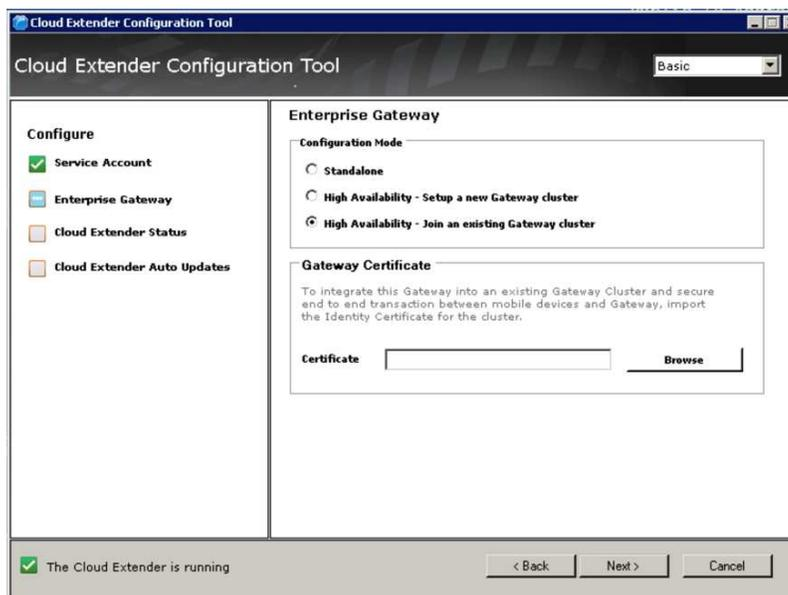 Cloud Extender Configuration Tool
Cloud Extender Configuration Tool
Basic
Configure
Service Account
Enterprise Gateway
Cloud Extender Status
Cloud Extender Auto Updates
Enterprise Gateway
Configuration Mode
Standalone
High Availability - Setup a new Gateway cluster
High Availability - Join an existing Gateway cluster
Gateway Certificate
To integrate this Gateway into an existing Gateway Cluster and secure
end to end transaction between mobile devices and Gateway, import
the Identity Certificate for the cluster.
Certificate
Browse
The Cloud Extender is running
< Back
Next >
Cancel